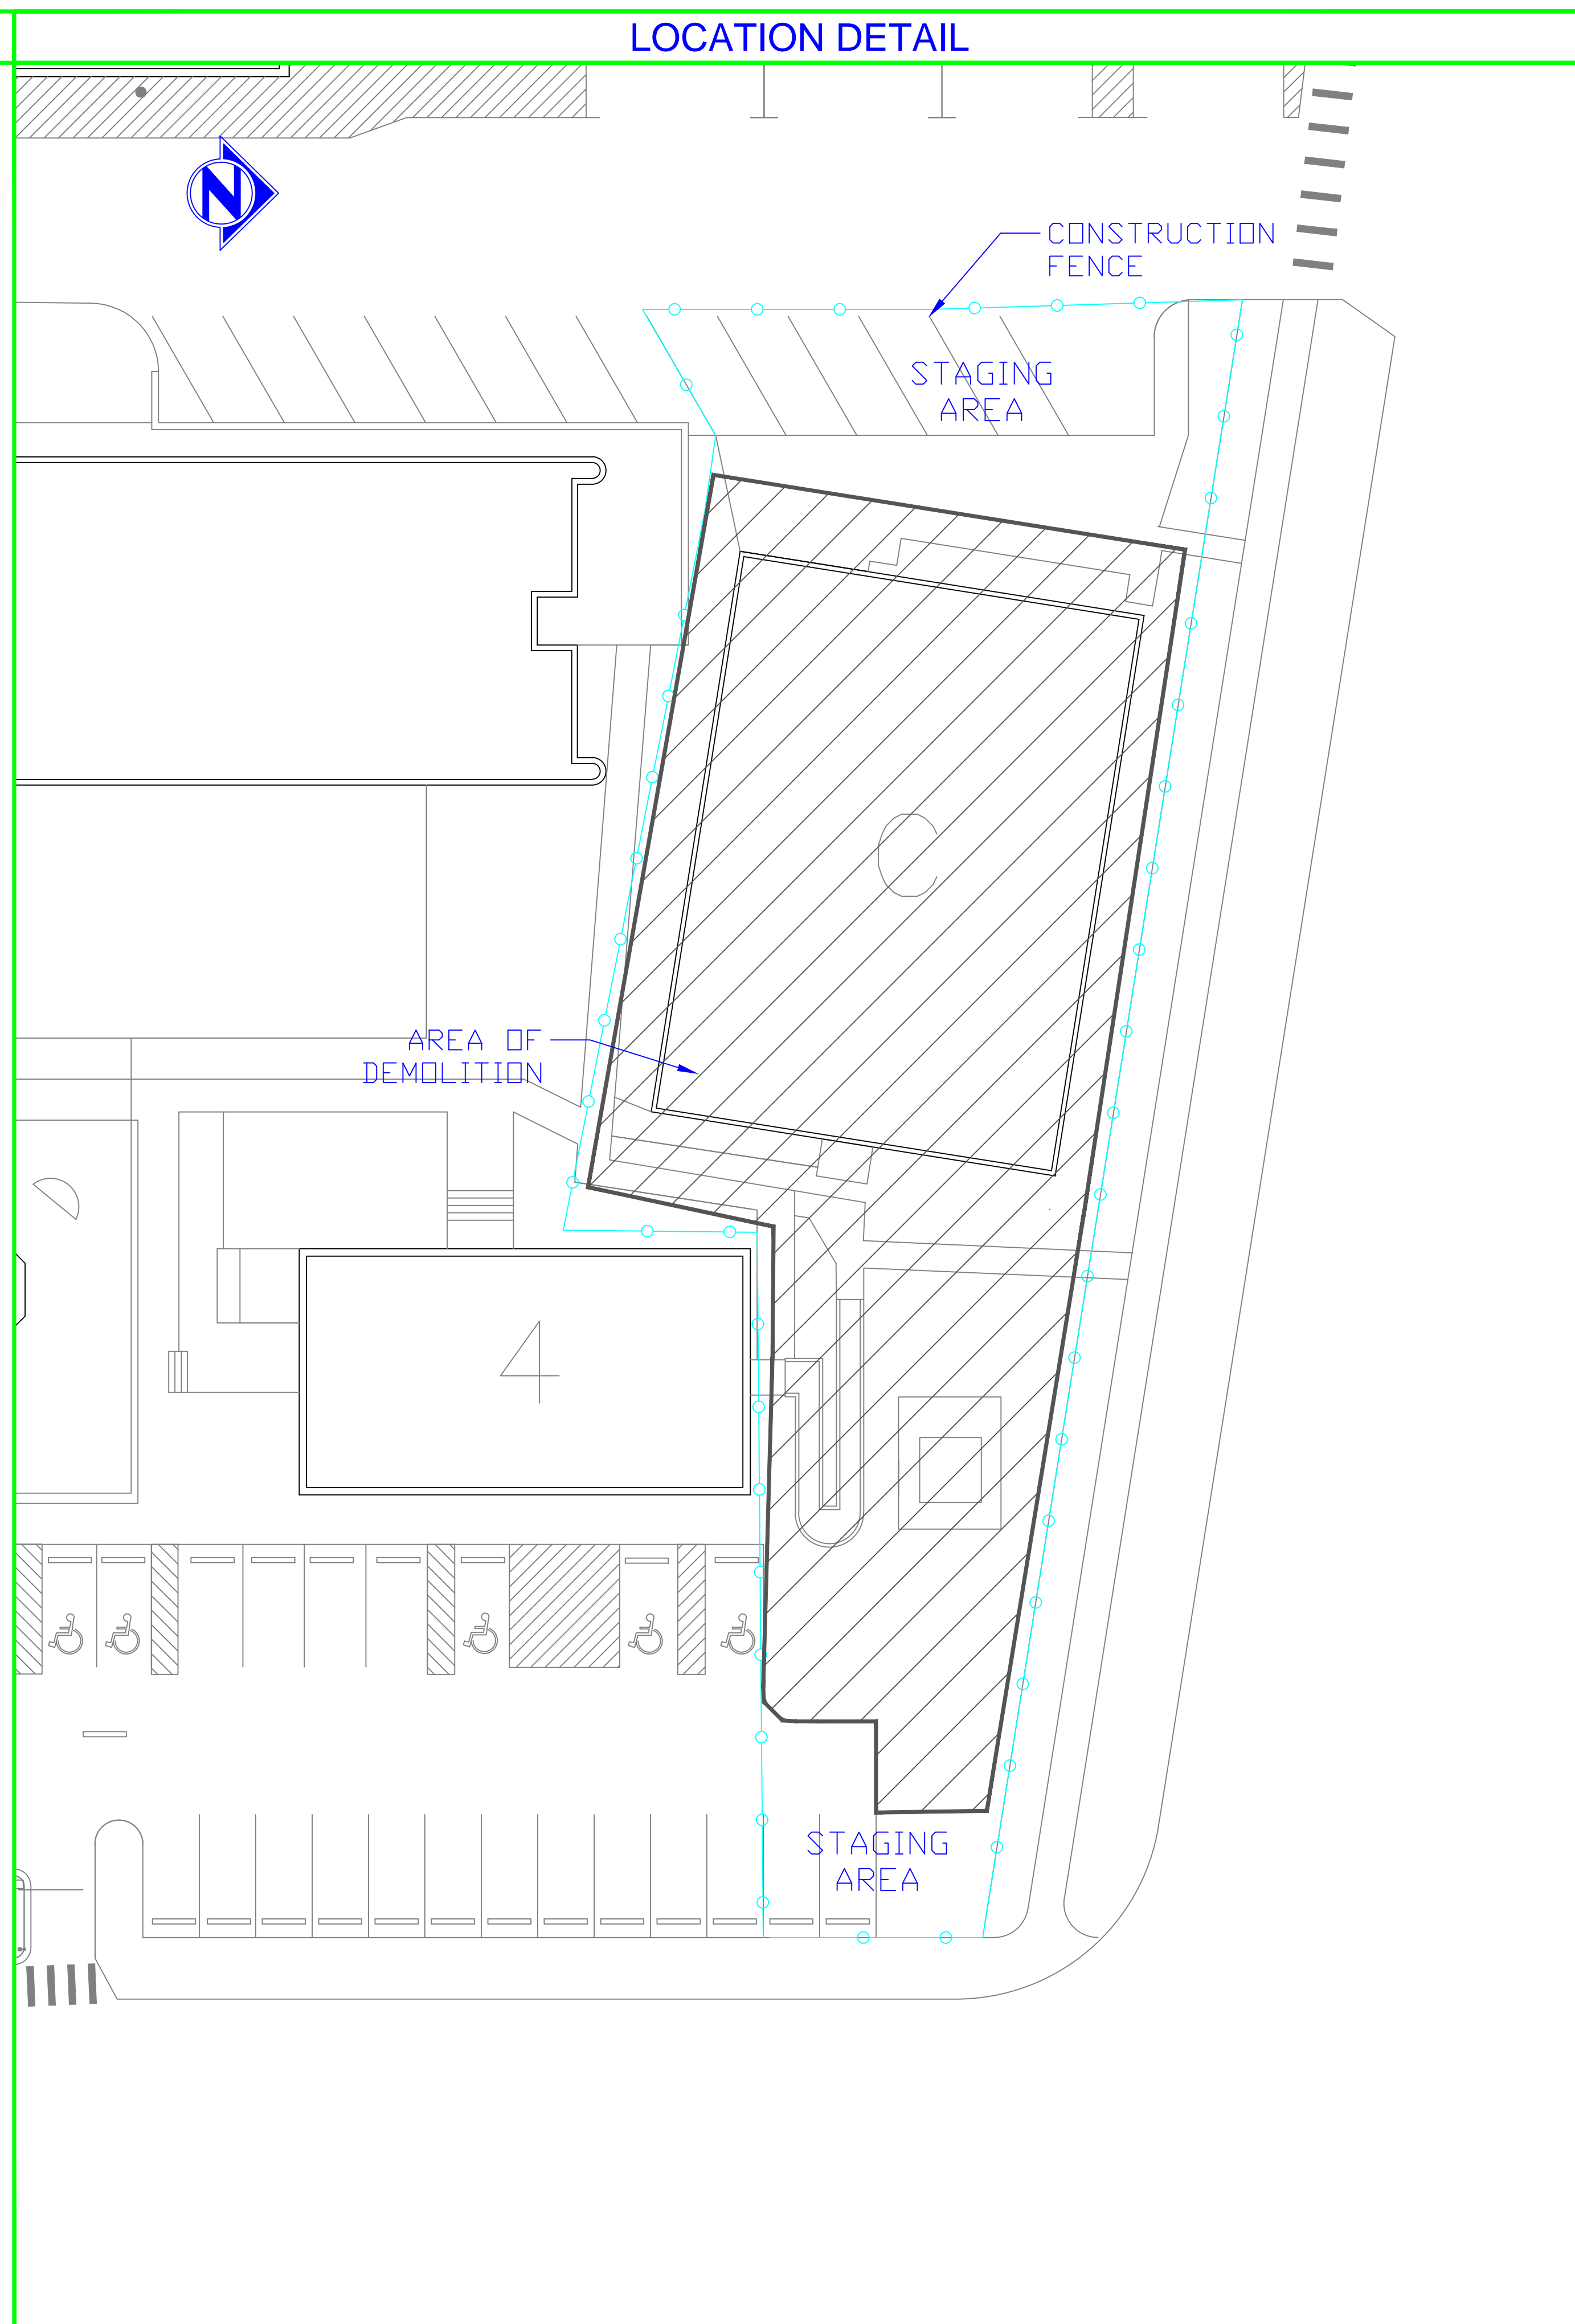 LOCATION DETAIL
N
CONSTRUCTION
FENCE
STAGING
AREA
C
AREA OF
DEMOLITION
4
STAGING
AREA